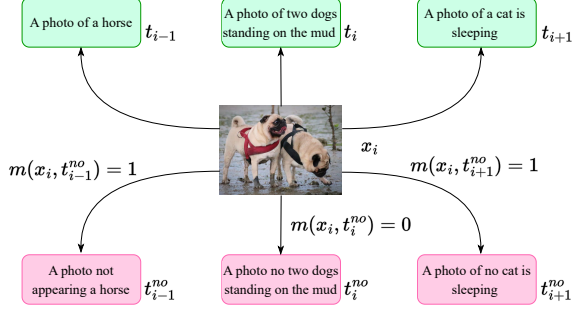 A photo of a horse
t_{i-1}
A photo of two dogs
standing on the mud
t_i
A photo of a cat is
sleeping
t_{i+1}
x_i
m(x_i, t_{i-1}^{no}) = 1
m(x_i, t_{i+1}^{no}) = 1
m(x_i, t_i^{no}) = 0
A photo not
appearing a horse
t_{i-1}^{no}
A photo no two dogs
standing on the mud
t_i^{no}
A photo of no cat is
sleeping
t_{i+1}^{no}